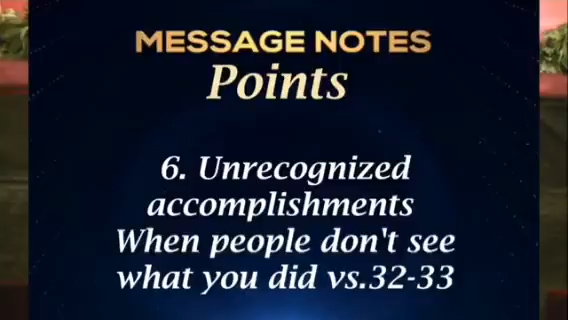 MESSAGE NOTES
Points
6. Unrecognized
accomplishments
When people don't see
what you did vs.32-33